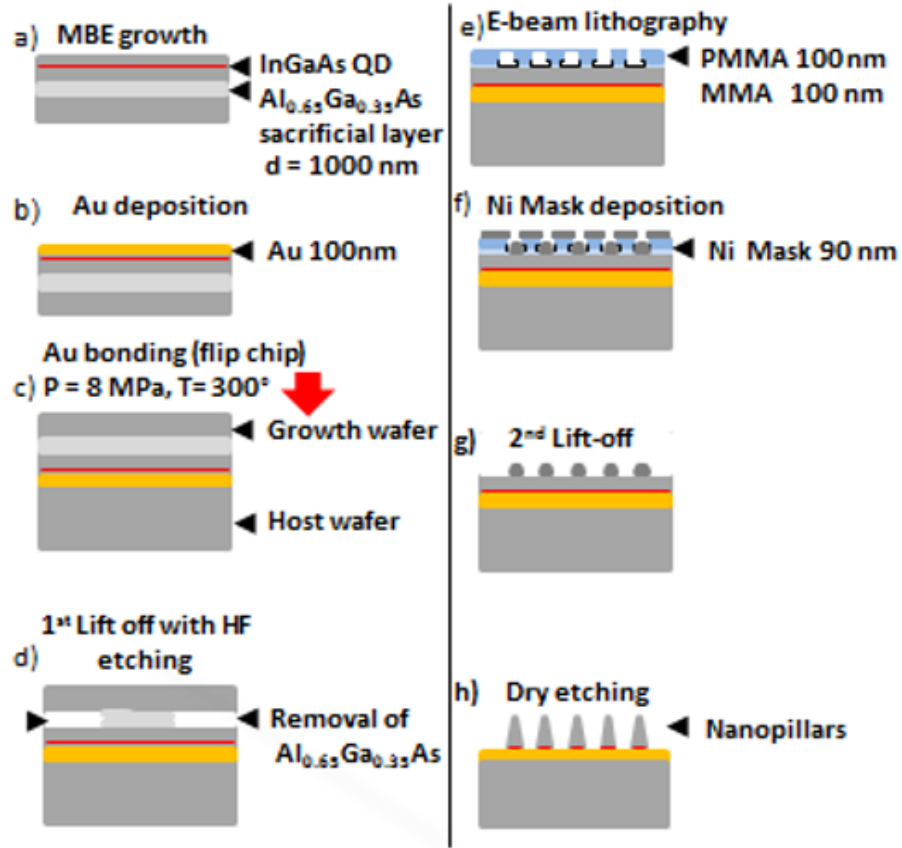 a) MBE growth
InGaAs QD
Al0.65Ga0.35As
sacrificial layer
d = 1000 nm
b) Au deposition
Au 100nm
Au bonding (flip chip)
c) P = 8 MPa, T= 300°
Growth wafer
Host wafer
1st Lift off with HF
etching
d)
Removal of
Al0.65Ga0.35As
e) E-beam lithography
PMMA 100 nm
MMA 100 nm
f) Ni Mask deposition
Ni Mask 90 nm
g) 2nd Lift-off
h) Dry etching
Nanopillars